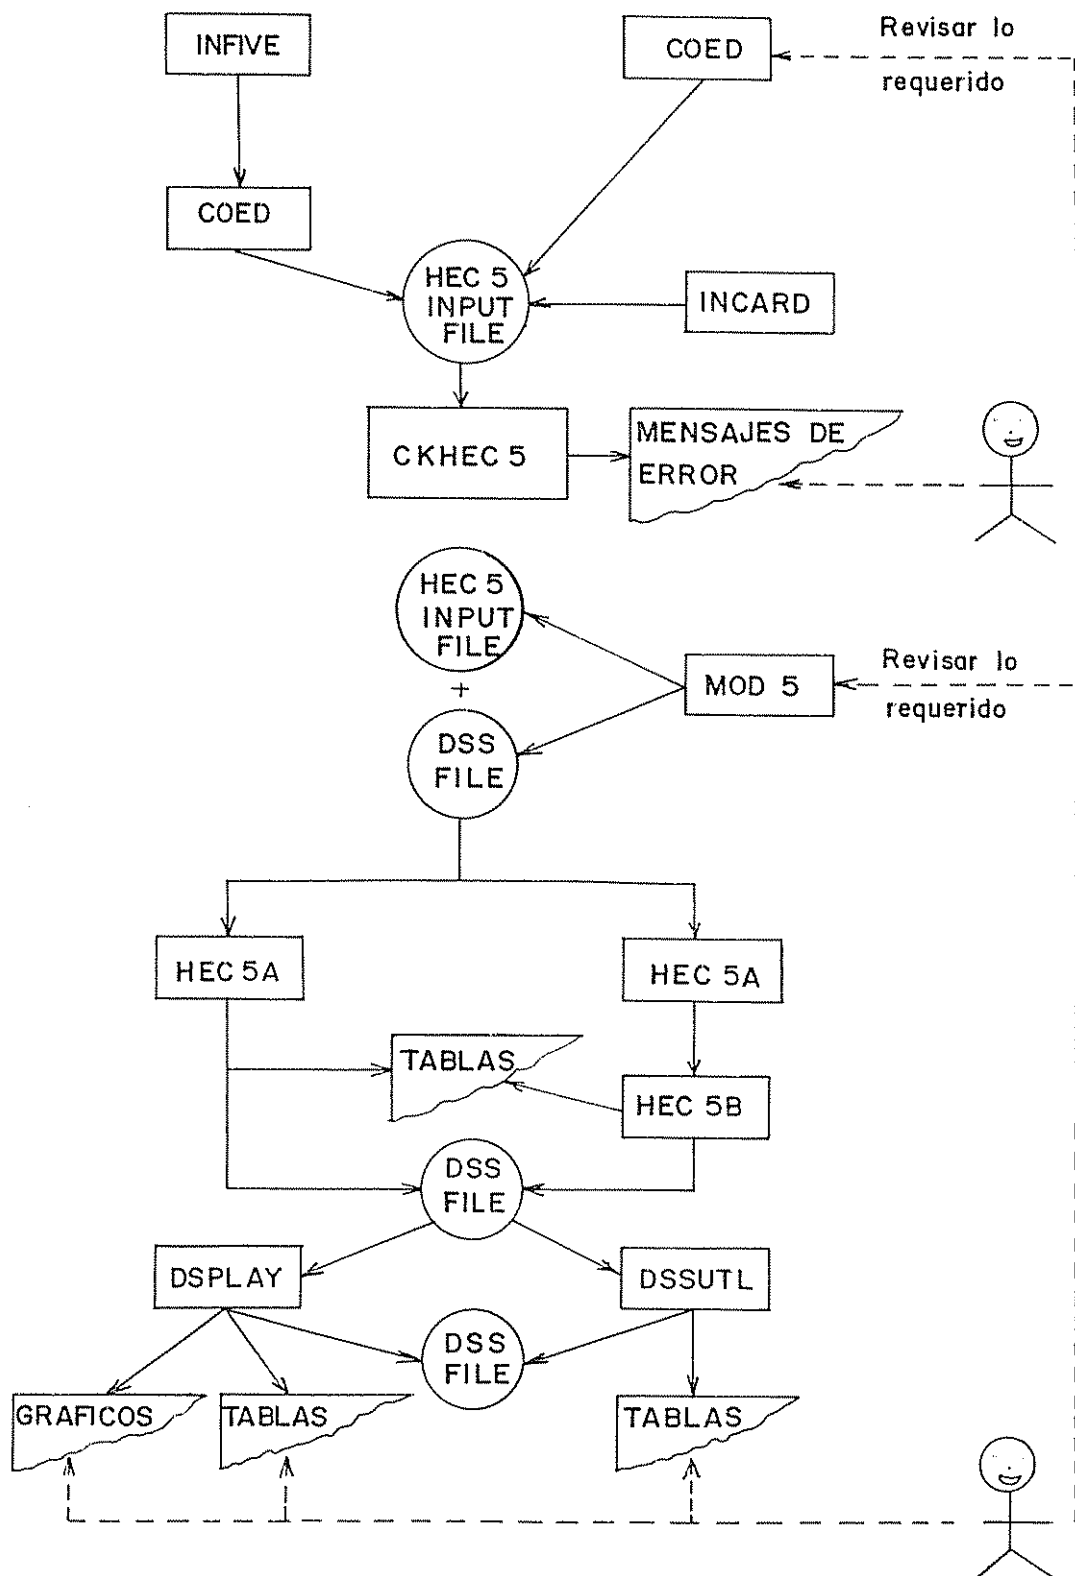 INFIVE
COED
Revisar lo
requerido
COED
HEC 5
INPUT
FILE
INCARD
CKHEC 5
MENSAJES DE
ERROR
HEC 5
INPUT
FILE
+
DSS
FILE
MOD 5
Revisar lo
requerido
HEC 5A
HEC 5A
TABLAS
HEC 5B
DSS
FILE
DSPLAY
DSSUTL
DSS
FILE
GRAFICOS
TABLAS
TABLAS